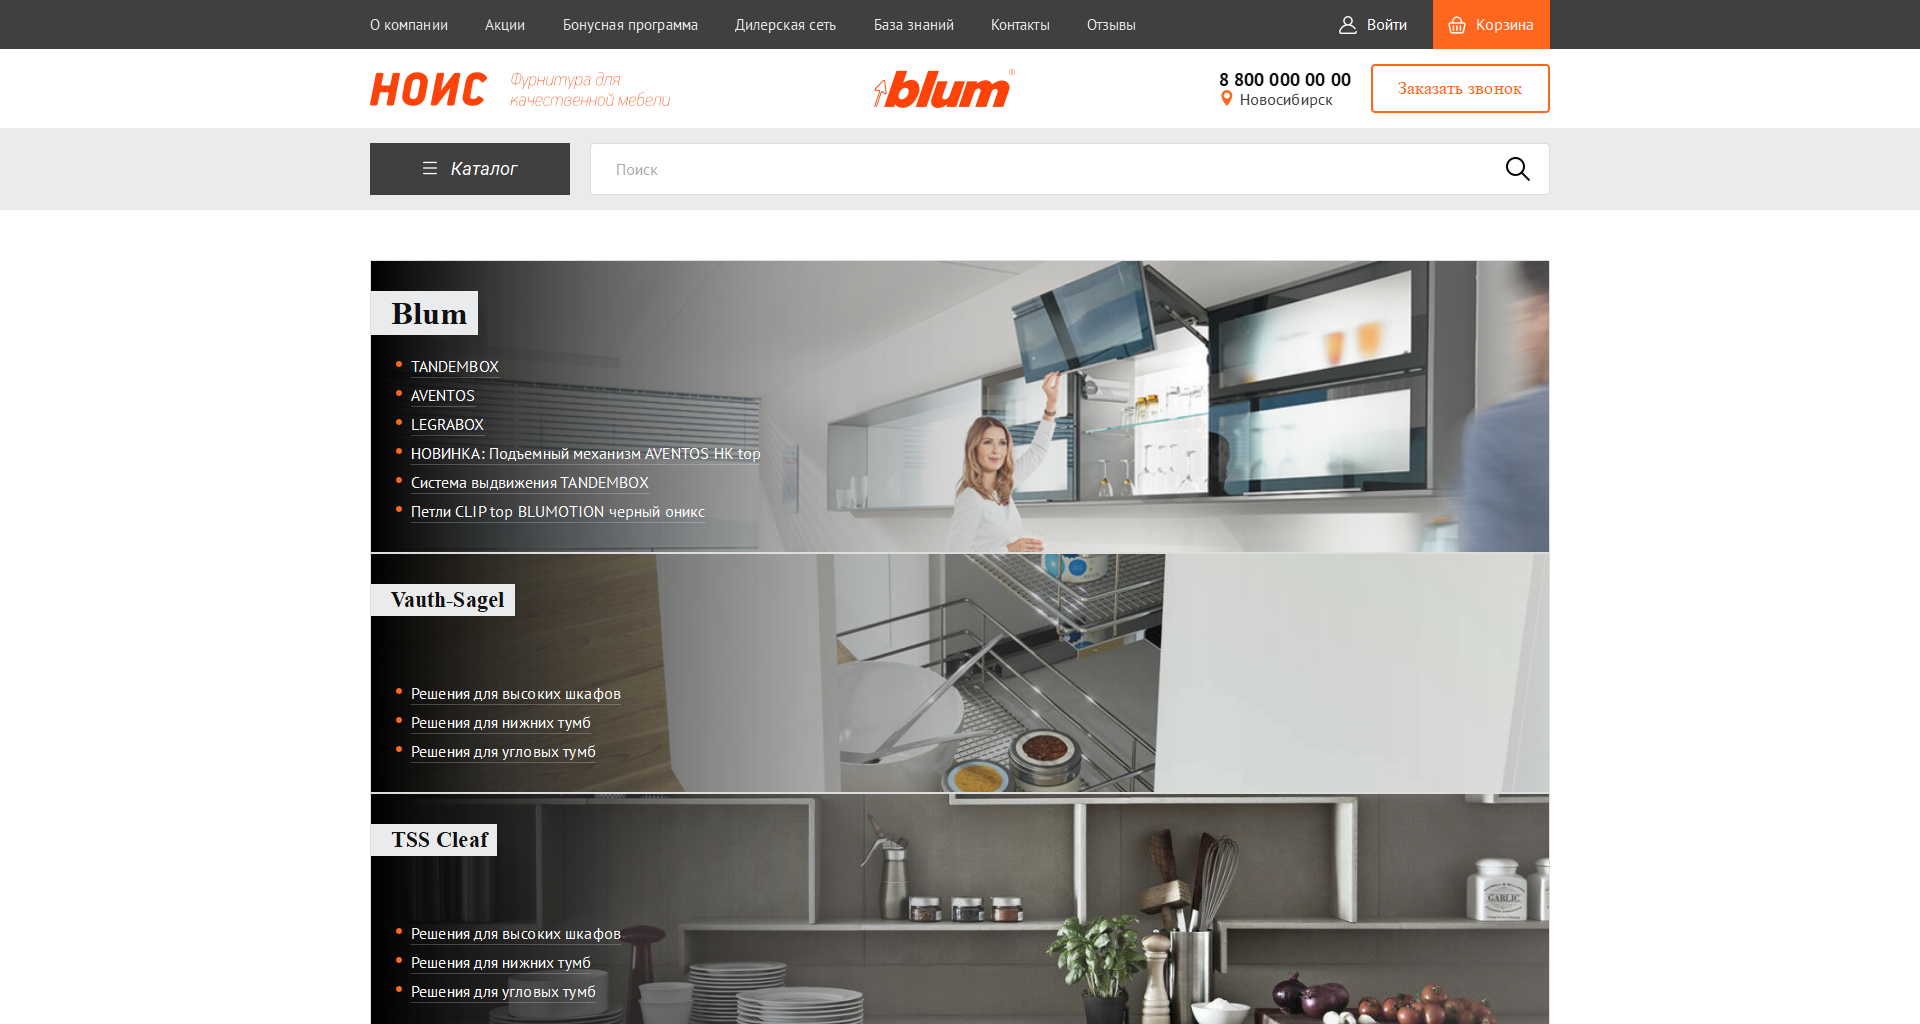 О компании Акции Бонусная программа Дилерская сеть База знаний Контакты Отзывы Войти Корзина
НОИС Фурнитура для качественной мебели blum® 8 800 000 00 00 Новосибирск Заказать звонок
Каталог Поиск
Blum
TANDEMBOX
AVENTOS
LEGRABOX
НОВИНКА: Подъемный механизм AVENTOS HK top
Система выдвижения TANDEMBOX
Петли CLIP top BLUMOTION черный оникс
Vauth-Sagel
Решения для высоких шкафов
Решения для нижних тумб
Решения для угловых тумб
TSS Cleaf
GARLIC
Решения для высоких шкафов
Решения для нижних тумб
Решения для угловых тумб